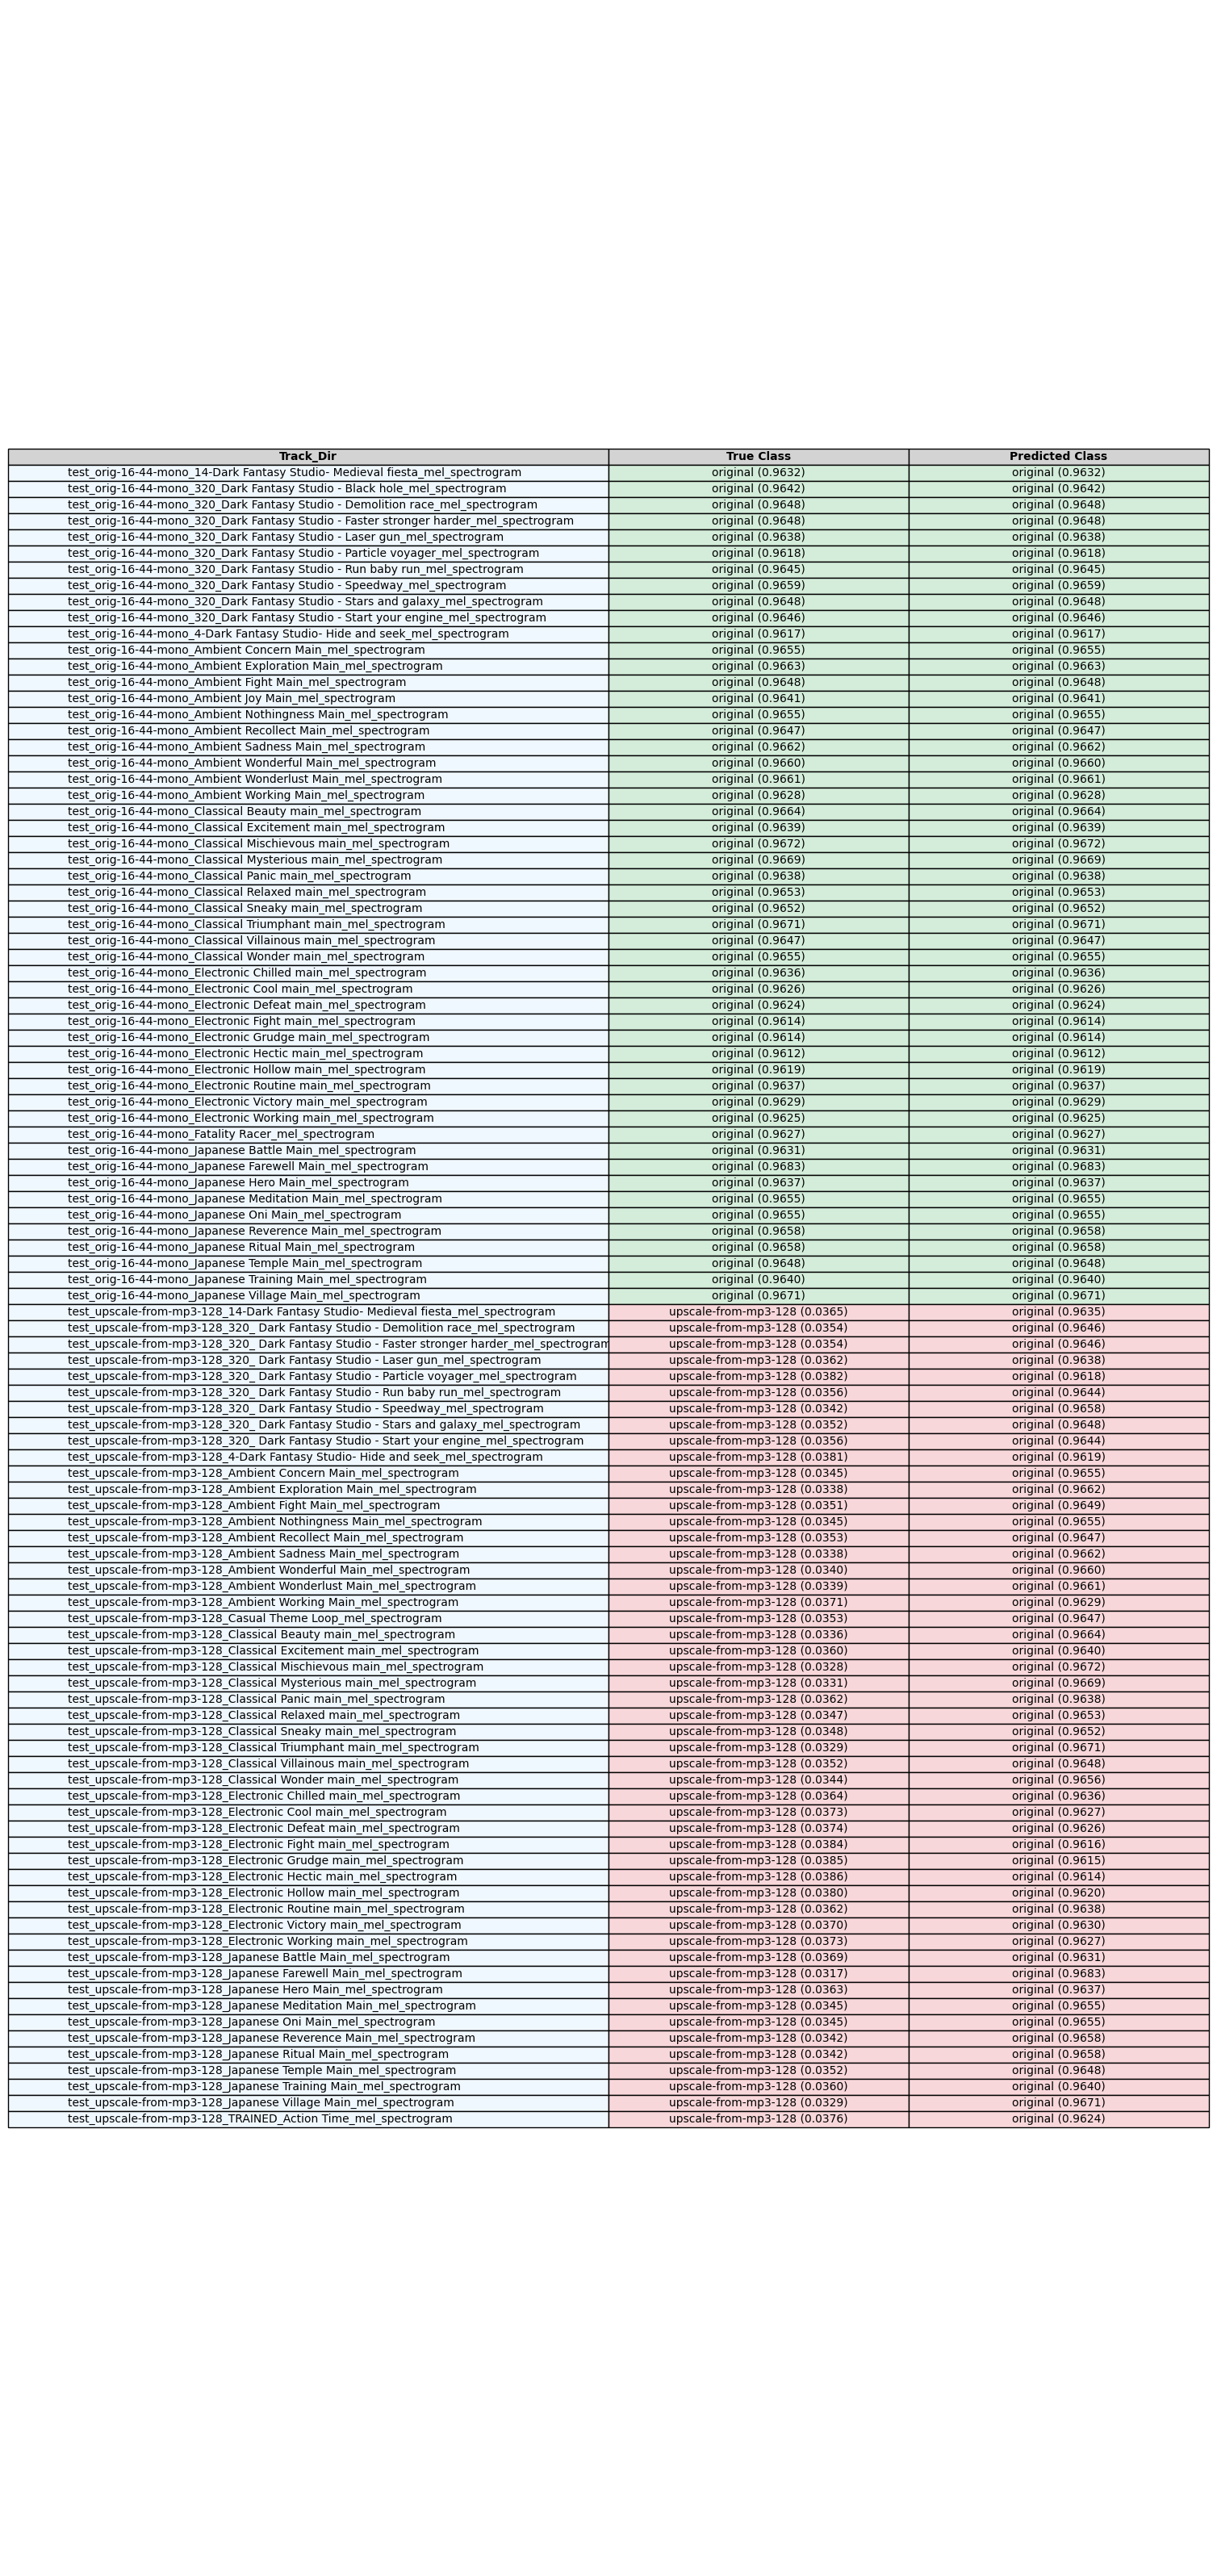 Track_Dir True Class Predicted Class
test_orig-16-44-mono_14-Dark Fantasy Studio- Medieval fiesta_mel_spectrogram original (0.9632) original (0.9632)
test_orig-16-44-mono_320_Dark Fantasy Studio - Black hole_mel_spectrogram original (0.9642) original (0.9642)
test_orig-16-44-mono_320_Dark Fantasy Studio - Demolition race_mel_spectrogram original (0.9648) original (0.9648)
test_orig-16-44-mono_320_Dark Fantasy Studio - Faster stronger harder_mel_spectrogram original (0.9648) original (0.9648)
test_orig-16-44-mono_320_Dark Fantasy Studio - Laser gun_mel_spectrogram original (0.9638) original (0.9638)
test_orig-16-44-mono_320_Dark Fantasy Studio - Particle voyager_mel_spectrogram original (0.9618) original (0.9618)
test_orig-16-44-mono_320_Dark Fantasy Studio - Run baby run_mel_spectrogram original (0.9645) original (0.9645)
test_orig-16-44-mono_320_Dark Fantasy Studio - Speedway_mel_spectrogram original (0.9659) original (0.9659)
test_orig-16-44-mono_320_Dark Fantasy Studio - Stars and galaxy_mel_spectrogram original (0.9648) original (0.9648)
test_orig-16-44-mono_320_Dark Fantasy Studio - Start your engine_mel_spectrogram original (0.9646) original (0.9646)
test_orig-16-44-mono_4-Dark Fantasy Studio- Hide and seek_mel_spectrogram original (0.9617) original (0.9617)
test_orig-16-44-mono_Ambient Concern Main_mel_spectrogram original (0.9655) original (0.9655)
test_orig-16-44-mono_Ambient Exploration Main_mel_spectrogram original (0.9663) original (0.9663)
test_orig-16-44-mono_Ambient Fight Main_mel_spectrogram original (0.9648) original (0.9648)
test_orig-16-44-mono_Ambient Joy Main_mel_spectrogram original (0.9641) original (0.9641)
test_orig-16-44-mono_Ambient Nothingness Main_mel_spectrogram original (0.9655) original (0.9655)
test_orig-16-44-mono_Ambient Recollect Main_mel_spectrogram original (0.9647) original (0.9647)
test_orig-16-44-mono_Ambient Sadness Main_mel_spectrogram original (0.9662) original (0.9662)
test_orig-16-44-mono_Ambient Wonderful Main_mel_spectrogram original (0.9660) original (0.9660)
test_orig-16-44-mono_Ambient Wonderlust Main_mel_spectrogram original (0.9661) original (0.9661)
test_orig-16-44-mono_Ambient Working Main_mel_spectrogram original (0.9628) original (0.9628)
test_orig-16-44-mono_Classical Beauty main_mel_spectrogram original (0.9664) original (0.9664)
test_orig-16-44-mono_Classical Excitement main_mel_spectrogram original (0.9639) original (0.9639)
test_orig-16-44-mono_Classical Mischievous main_mel_spectrogram original (0.9672) original (0.9672)
test_orig-16-44-mono_Classical Mysterious main_mel_spectrogram original (0.9669) original (0.9669)
test_orig-16-44-mono_Classical Panic main_mel_spectrogram original (0.9638) original (0.9638)
test_orig-16-44-mono_Classical Relaxed main_mel_spectrogram original (0.9653) original (0.9653)
test_orig-16-44-mono_Classical Sneaky main_mel_spectrogram original (0.9652) original (0.9652)
test_orig-16-44-mono_Classical Triumphant main_mel_spectrogram original (0.9671) original (0.9671)
test_orig-16-44-mono_Classical Villainous main_mel_spectrogram original (0.9647) original (0.9647)
test_orig-16-44-mono_Classical Wonder main_mel_spectrogram original (0.9655) original (0.9655)
test_orig-16-44-mono_Electronic Chilled main_mel_spectrogram original (0.9636) original (0.9636)
test_orig-16-44-mono_Electronic Cool main_mel_spectrogram original (0.9626) original (0.9626)
test_orig-16-44-mono_Electronic Defeat main_mel_spectrogram original (0.9624) original (0.9624)
test_orig-16-44-mono_Electronic Fight main_mel_spectrogram original (0.9614) original (0.9614)
test_orig-16-44-mono_Electronic Grudge main_mel_spectrogram original (0.9614) original (0.9614)
test_orig-16-44-mono_Electronic Hectic main_mel_spectrogram original (0.9612) original (0.9612)
test_orig-16-44-mono_Electronic Hollow main_mel_spectrogram original (0.9619) original (0.9619)
test_orig-16-44-mono_Electronic Routine main_mel_spectrogram original (0.9637) original (0.9637)
test_orig-16-44-mono_Electronic Victory main_mel_spectrogram original (0.9629) original (0.9629)
test_orig-16-44-mono_Electronic Working main_mel_spectrogram original (0.9625) original (0.9625)
test_orig-16-44-mono_Fatality Racer_mel_spectrogram original (0.9627) original (0.9627)
test_orig-16-44-mono_Japanese Battle Main_mel_spectrogram original (0.9631) original (0.9631)
test_orig-16-44-mono_Japanese Farewell Main_mel_spectrogram original (0.9683) original (0.9683)
test_orig-16-44-mono_Japanese Hero Main_mel_spectrogram original (0.9637) original (0.9637)
test_orig-16-44-mono_Japanese Meditation Main_mel_spectrogram original (0.9655) original (0.9655)
test_orig-16-44-mono_Japanese Oni Main_mel_spectrogram original (0.9655) original (0.9655)
test_orig-16-44-mono_Japanese Reverence Main_mel_spectrogram original (0.9658) original (0.9658)
test_orig-16-44-mono_Japanese Ritual Main_mel_spectrogram original (0.9658) original (0.9658)
test_orig-16-44-mono_Japanese Temple Main_mel_spectrogram original (0.9648) original (0.9648)
test_orig-16-44-mono_Japanese Training Main_mel_spectrogram original (0.9640) original (0.9640)
test_orig-16-44-mono_Japanese Village Main_mel_spectrogram original (0.9671) original (0.9671)
test_upscale-from-mp3-128_14-Dark Fantasy Studio- Medieval fiesta_mel_spectrogram upscale-from-mp3-128 (0.0365) original (0.9635)
test_upscale-from-mp3-128_320_ Dark Fantasy Studio - Demolition race_mel_spectrogram upscale-from-mp3-128 (0.0354) original (0.9646)
test_upscale-from-mp3-128_320_ Dark Fantasy Studio - Faster stronger harder_mel_spectrogram upscale-from-mp3-128 (0.0354) original (0.9646)
test_upscale-from-mp3-128_320_ Dark Fantasy Studio - Laser gun_mel_spectrogram upscale-from-mp3-128 (0.0362) original (0.9638)
test_upscale-from-mp3-128_320_ Dark Fantasy Studio - Particle voyager_mel_spectrogram upscale-from-mp3-128 (0.0382) original (0.9618)
test_upscale-from-mp3-128_320_ Dark Fantasy Studio - Run baby run_mel_spectrogram upscale-from-mp3-128 (0.0356) original (0.9644)
test_upscale-from-mp3-128_320_ Dark Fantasy Studio - Speedway_mel_spectrogram upscale-from-mp3-128 (0.0342) original (0.9658)
test_upscale-from-mp3-128_320_ Dark Fantasy Studio - Stars and galaxy_mel_spectrogram upscale-from-mp3-128 (0.0352) original (0.9648)
test_upscale-from-mp3-128_320_ Dark Fantasy Studio - Start your engine_mel_spectrogram upscale-from-mp3-128 (0.0356) original (0.9644)
test_upscale-from-mp3-128_4-Dark Fantasy Studio- Hide and seek_mel_spectrogram upscale-from-mp3-128 (0.0381) original (0.9619)
test_upscale-from-mp3-128_Ambient Concern Main_mel_spectrogram upscale-from-mp3-128 (0.0345) original (0.9655)
test_upscale-from-mp3-128_Ambient Exploration Main_mel_spectrogram upscale-from-mp3-128 (0.0338) original (0.9662)
test_upscale-from-mp3-128_Ambient Fight Main_mel_spectrogram upscale-from-mp3-128 (0.0351) original (0.9649)
test_upscale-from-mp3-128_Ambient Nothingness Main_mel_spectrogram upscale-from-mp3-128 (0.0345) original (0.9655)
test_upscale-from-mp3-128_Ambient Recollect Main_mel_spectrogram upscale-from-mp3-128 (0.0353) original (0.9647)
test_upscale-from-mp3-128_Ambient Sadness Main_mel_spectrogram upscale-from-mp3-128 (0.0338) original (0.9662)
test_upscale-from-mp3-128_Ambient Wonderful Main_mel_spectrogram upscale-from-mp3-128 (0.0340) original (0.9660)
test_upscale-from-mp3-128_Ambient Wonderlust Main_mel_spectrogram upscale-from-mp3-128 (0.0339) original (0.9661)
test_upscale-from-mp3-128_Ambient Working Main_mel_spectrogram upscale-from-mp3-128 (0.0371) original (0.9629)
test_upscale-from-mp3-128_Casual Theme Loop_mel_spectrogram upscale-from-mp3-128 (0.0353) original (0.9647)
test_upscale-from-mp3-128_Classical Beauty main_mel_spectrogram upscale-from-mp3-128 (0.0336) original (0.9664)
test_upscale-from-mp3-128_Classical Excitement main_mel_spectrogram upscale-from-mp3-128 (0.0360) original (0.9640)
test_upscale-from-mp3-128_Classical Mischievous main_mel_spectrogram upscale-from-mp3-128 (0.0328) original (0.9672)
test_upscale-from-mp3-128_Classical Mysterious main_mel_spectrogram upscale-from-mp3-128 (0.0331) original (0.9669)
test_upscale-from-mp3-128_Classical Panic main_mel_spectrogram upscale-from-mp3-128 (0.0362) original (0.9638)
test_upscale-from-mp3-128_Classical Relaxed main_mel_spectrogram upscale-from-mp3-128 (0.0347) original (0.9653)
test_upscale-from-mp3-128_Classical Sneaky main_mel_spectrogram upscale-from-mp3-128 (0.0348) original (0.9652)
test_upscale-from-mp3-128_Classical Triumphant main_mel_spectrogram upscale-from-mp3-128 (0.0329) original (0.9671)
test_upscale-from-mp3-128_Classical Villainous main_mel_spectrogram upscale-from-mp3-128 (0.0352) original (0.9648)
test_upscale-from-mp3-128_Classical Wonder main_mel_spectrogram upscale-from-mp3-128 (0.0344) original (0.9656)
test_upscale-from-mp3-128_Electronic Chilled main_mel_spectrogram upscale-from-mp3-128 (0.0364) original (0.9636)
test_upscale-from-mp3-128_Electronic Cool main_mel_spectrogram upscale-from-mp3-128 (0.0373) original (0.9627)
test_upscale-from-mp3-128_Electronic Defeat main_mel_spectrogram upscale-from-mp3-128 (0.0374) original (0.9626)
test_upscale-from-mp3-128_Electronic Fight main_mel_spectrogram upscale-from-mp3-128 (0.0384) original (0.9616)
test_upscale-from-mp3-128_Electronic Grudge main_mel_spectrogram upscale-from-mp3-128 (0.0385) original (0.9615)
test_upscale-from-mp3-128_Electronic Hectic main_mel_spectrogram upscale-from-mp3-128 (0.0386) original (0.9614)
test_upscale-from-mp3-128_Electronic Hollow main_mel_spectrogram upscale-from-mp3-128 (0.0380) original (0.9620)
test_upscale-from-mp3-128_Electronic Routine main_mel_spectrogram upscale-from-mp3-128 (0.0362) original (0.9638)
test_upscale-from-mp3-128_Electronic Victory main_mel_spectrogram upscale-from-mp3-128 (0.0370) original (0.9630)
test_upscale-from-mp3-128_Electronic Working main_mel_spectrogram upscale-from-mp3-128 (0.0373) original (0.9627)
test_upscale-from-mp3-128_Japanese Battle Main_mel_spectrogram upscale-from-mp3-128 (0.0369) original (0.9631)
test_upscale-from-mp3-128_Japanese Farewell Main_mel_spectrogram upscale-from-mp3-128 (0.0317) original (0.9683)
test_upscale-from-mp3-128_Japanese Hero Main_mel_spectrogram upscale-from-mp3-128 (0.0363) original (0.9637)
test_upscale-from-mp3-128_Japanese Meditation Main_mel_spectrogram upscale-from-mp3-128 (0.0345) original (0.9655)
test_upscale-from-mp3-128_Japanese Oni Main_mel_spectrogram upscale-from-mp3-128 (0.0345) original (0.9655)
test_upscale-from-mp3-128_Japanese Reverence Main_mel_spectrogram upscale-from-mp3-128 (0.0342) original (0.9658)
test_upscale-from-mp3-128_Japanese Ritual Main_mel_spectrogram upscale-from-mp3-128 (0.0342) original (0.9658)
test_upscale-from-mp3-128_Japanese Temple Main_mel_spectrogram upscale-from-mp3-128 (0.0352) original (0.9648)
test_upscale-from-mp3-128_Japanese Training Main_mel_spectrogram upscale-from-mp3-128 (0.0360) original (0.9640)
test_upscale-from-mp3-128_Japanese Village Main_mel_spectrogram upscale-from-mp3-128 (0.0329) original (0.9671)
test_upscale-from-mp3-128_TRAINED_Action Time_mel_spectrogram upscale-from-mp3-128 (0.0376) original (0.9624)